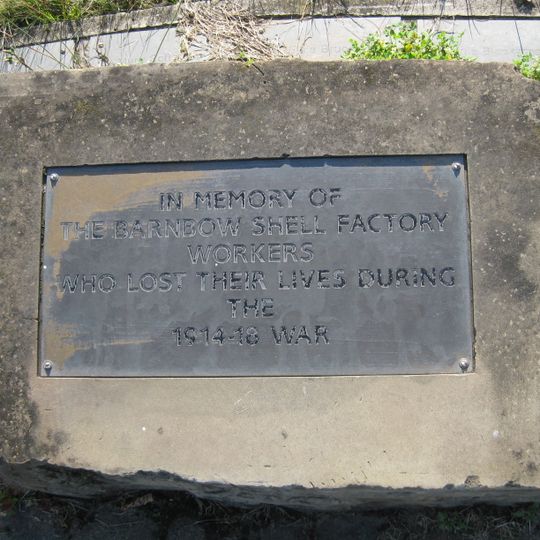 IN MEMORY OF
THE BARNBOW SHELL FACTORY
WORKERS
WHO LOST THEIR LIVES DURING
THE
1914-18 WAR